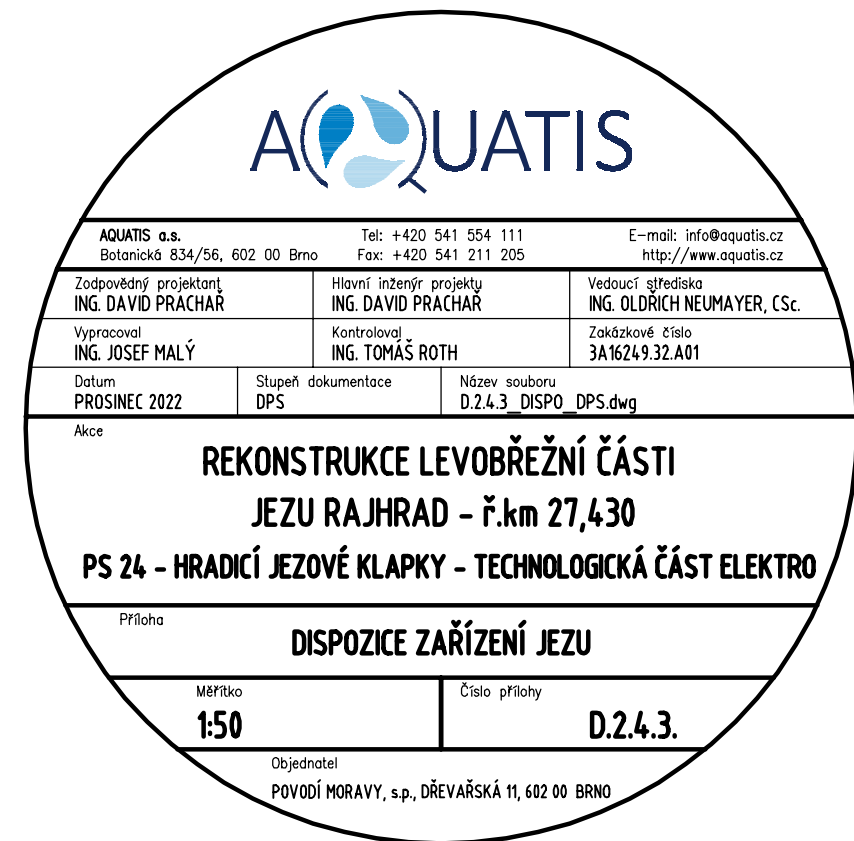 AQUATIS
AQUATIS a.s. Tel: +420 541 554 111 E-mail: info@aquatis.cz
Botanická 834/56, 602 00 Brno Fax: +420 541 211 205 http://www.aquatis.cz
Zodpovědný projektant Hlavní inženýr projektu Vedoucí střediska
ING. DAVID PRACHAŘ ING. DAVID PRACHAŘ ING. OLDŘICH NEUMAYER, CSc.
Vypracoval Kontroloval Zakázkové číslo
ING. JOSEF MALÝ ING. TOMÁŠ ROTH 3A16249.32.A01
Datum Stupeň dokumentace Název souboru
PROSINEC 2022 DPS D.2.4.3_DISPO_DPS.dwg
Akce
REKONSTRUKCE LEVOBŘEŽNÍ ČÁSTI
JEZU RAJHRAD - ř.km 27,430
PS 24 - HRADICÍ JEZOVÉ KLAPKY - TECHNOLOGICKÁ ČÁST ELEKTRO
Příloha
DISPOZICE ZAŘÍZENÍ JEZU
Měřítko Číslo přílohy
1:50 D.2.4.3.
Objednatel
POVODÍ MORAVY, s.p., DŘEVAŘSKÁ 11, 602 00 BRNO